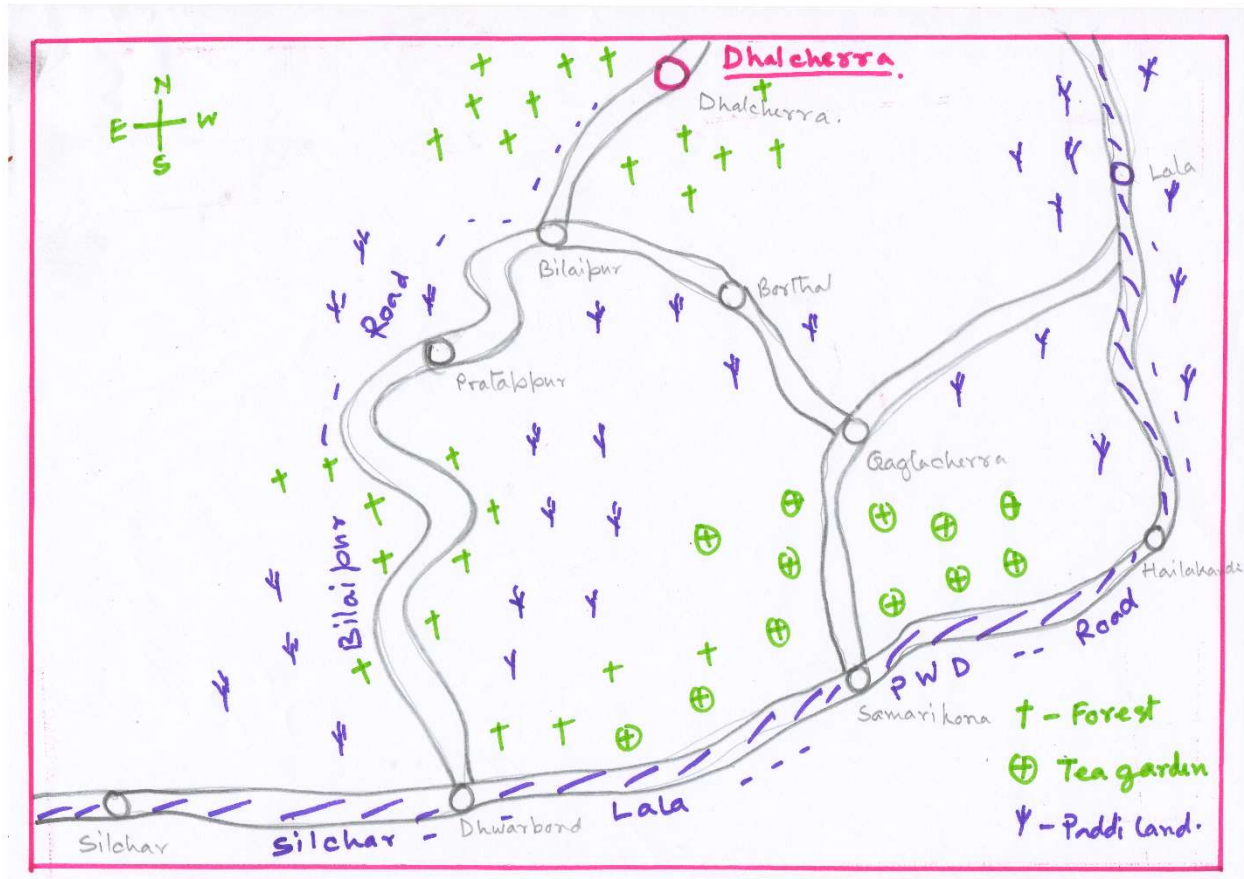 Dhalcherra.
Dhalcherra.
N
E W
S
Lala
Bilaipur
Borthal
Road
Pratappur
Gaglacherra
Bilaipur
Hailakandi
Road
PWD
Samarikona
† - Forest
Tea garden
Paddi land.
Lala
Dhwarbond
Silchar
Silchar